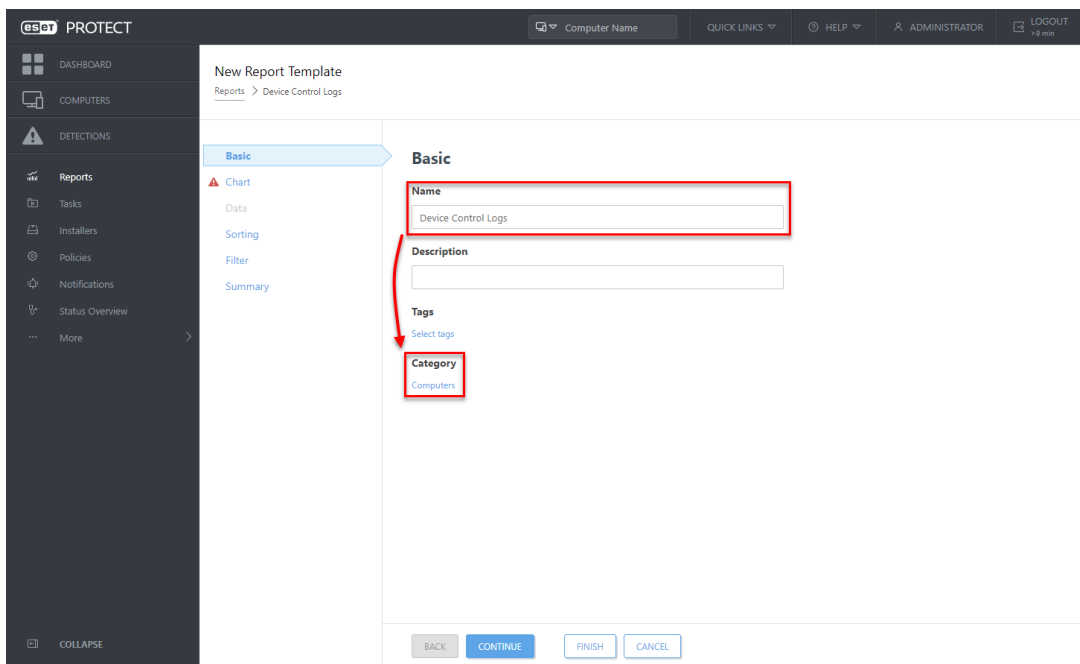 eset PROTECT
Computer Name
QUICK LINKS
HELP
ADMINISTRATOR
LOGOUT
>9 min
DASHBOARD
COMPUTERS
DETECTIONS
Reports
Tasks
Installers
Policies
Notifications
Status Overview
More
COLLAPSE
New Report Template
Reports > Device Control Logs
Basic
Chart
Data
Sorting
Filter
Summary
Basic
Name
Device Control Logs
Description
Tags
Select tags
Category
Computers
BACK
CONTINUE
FINISH
CANCEL